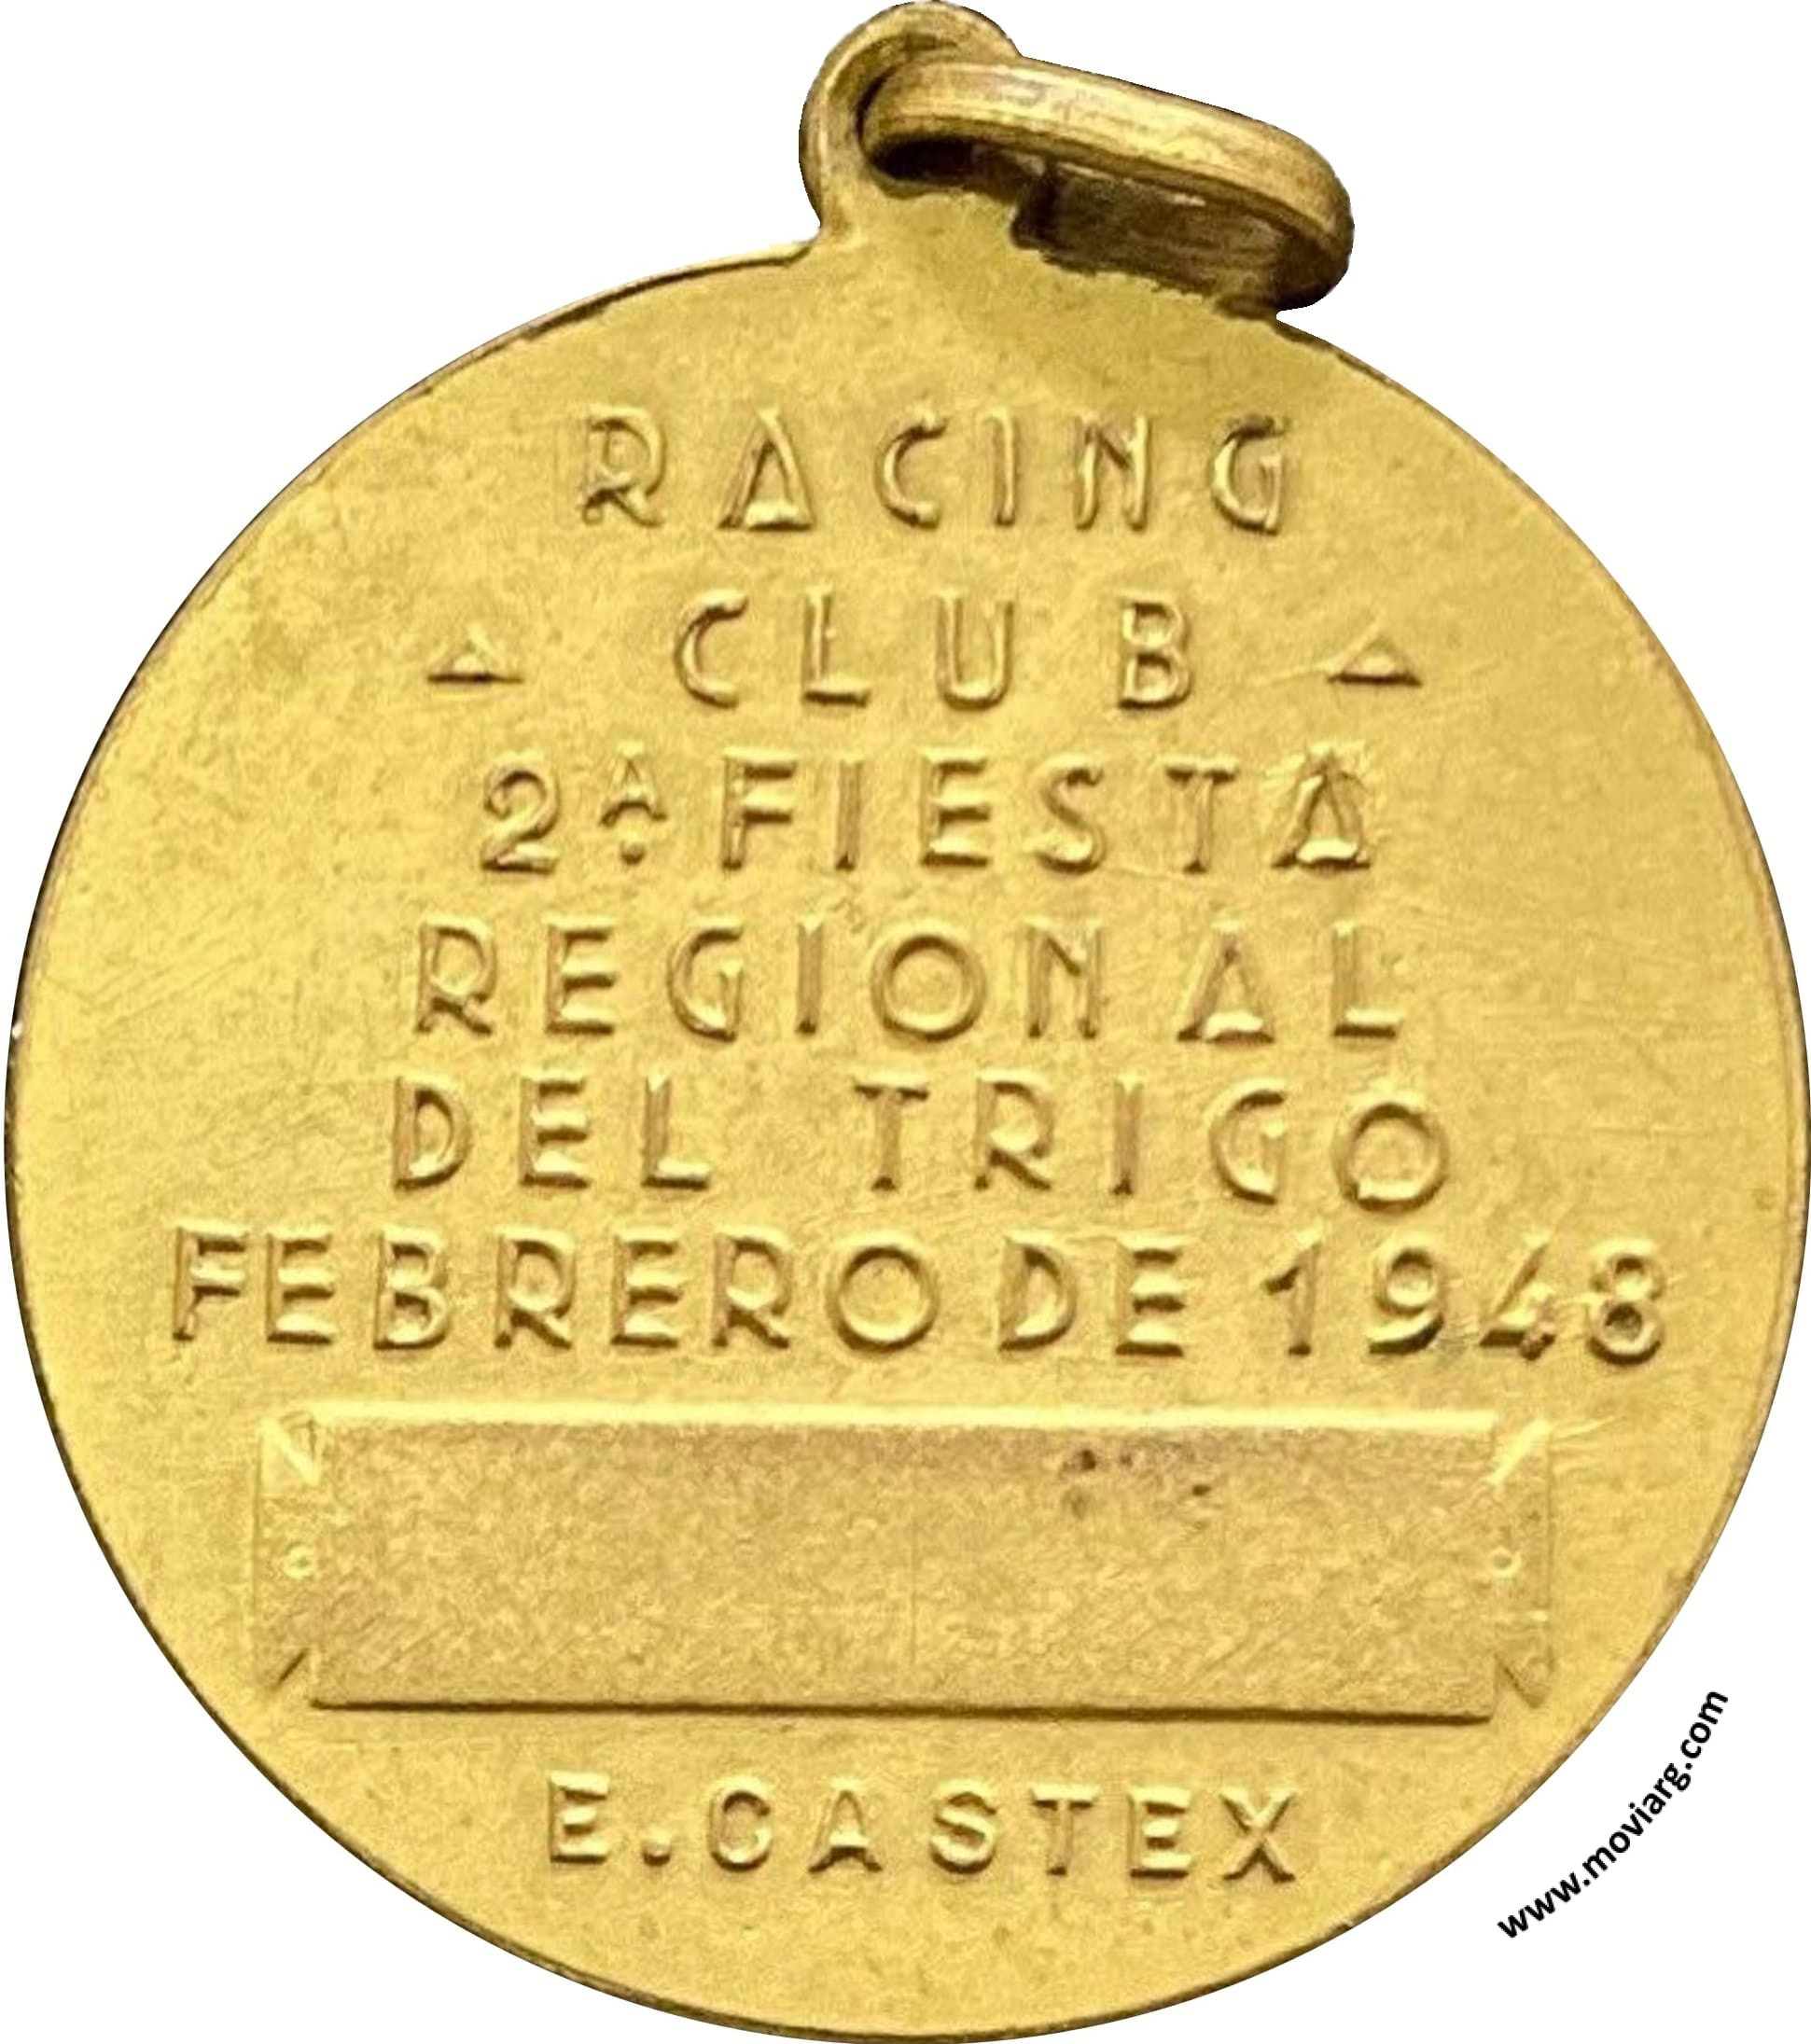 RACING
CLUB
2ª FIESTA
REGIONAL
DEL TRIGO
FEBRERO DE 1948
E. CASTEX
www.moviarg.com